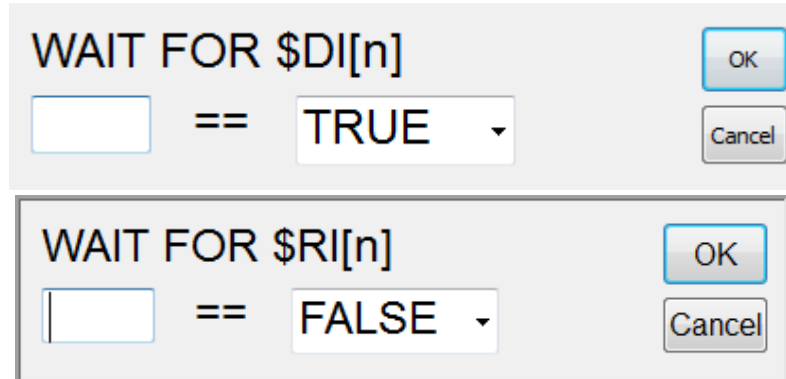 WAIT FOR $DI[n]
OK
== TRUE
Cancel
WAIT FOR $RI[n]
OK
== FALSE
Cancel